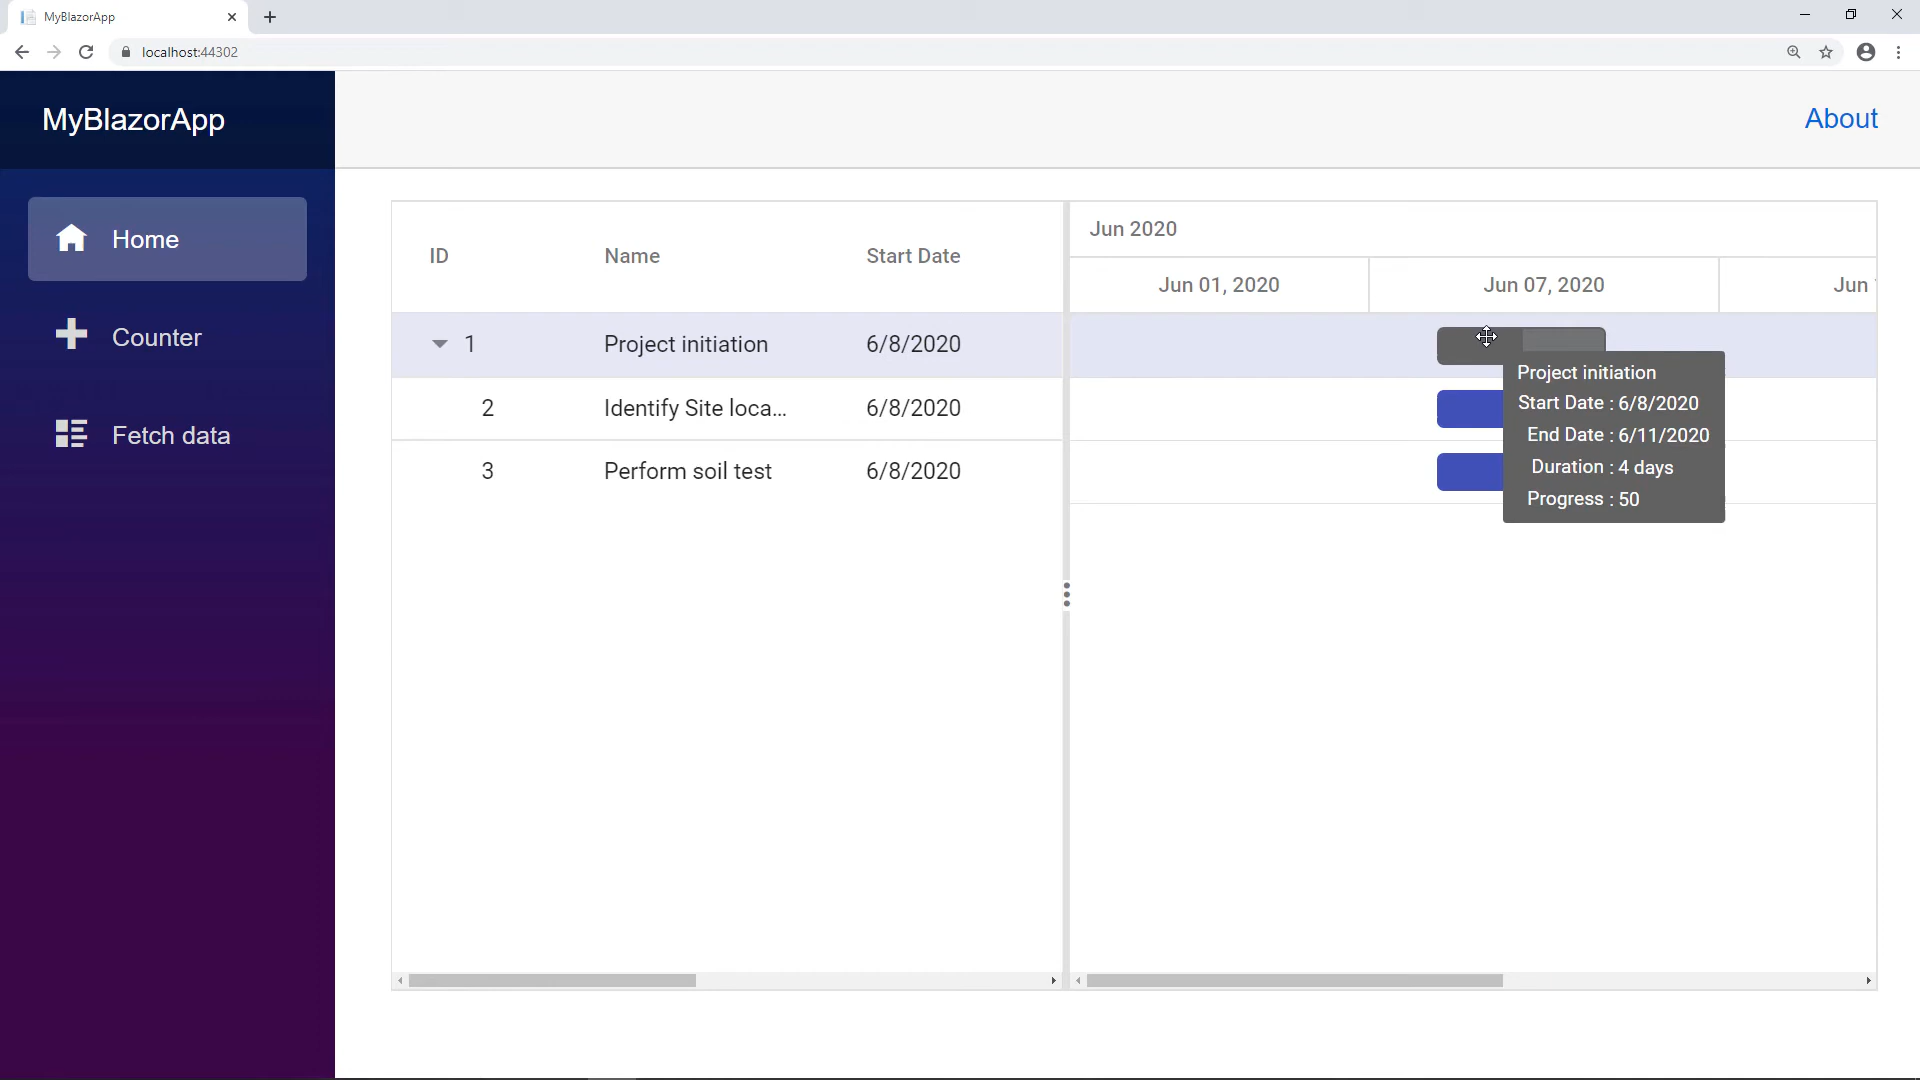 MyBlazorApp
localhost:44302
MyBlazorApp
About
Home
Counter
Fetch data
ID Name Start Date
Jun 2020
Jun 01, 2020 Jun 07, 2020 Jun
1 Project initiation 6/8/2020
2 Identify Site loca... 6/8/2020
3 Perform soil test 6/8/2020
Project initiation
Start Date : 6/8/2020
End Date : 6/11/2020
Duration : 4 days
Progress : 50